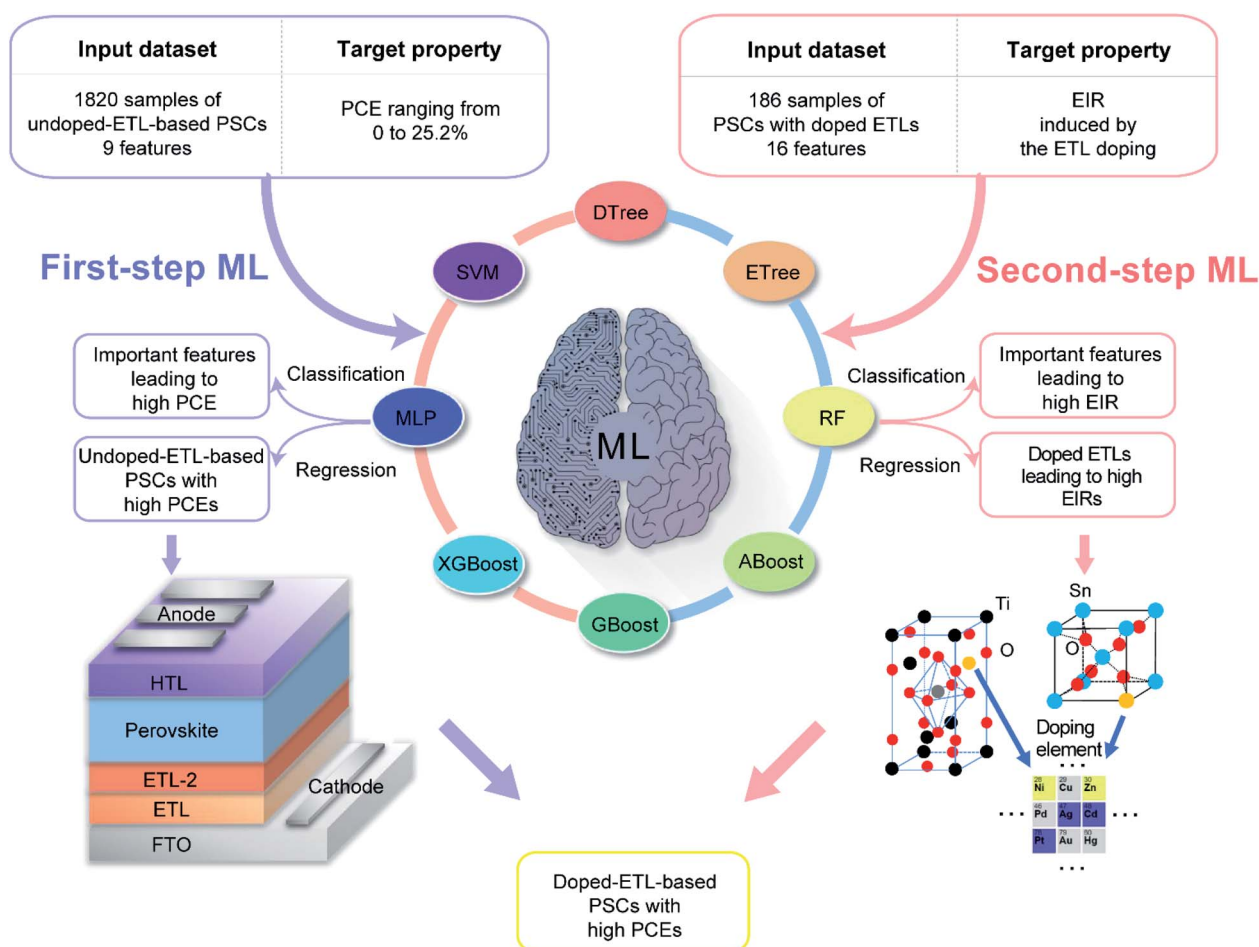 Input dataset
Target property
1820 samples of
undoped-ETL-based PSCs
9 features
PCE ranging from
0 to 25.2%
Input dataset
Target property
186 samples of
PSCs with doped ETLs
16 features
EIR
induced by
the ETL doping
First-step ML
Second-step ML
DTree
SVM
ETree
MLP
RF
XGBoost
ABoost
GBoost
ML
Important features
leading to
high PCE
Classification
Regression
Undoped-ETL-based
PSCs with
high PCEs
Classification
Regression
Important features
leading to
high EIR
Doped ETLs
leading to high
EIRs
Anode
HTL
Perovskite
ETL-2
ETL
FTO
Cathode
Ti
O
Sn
O
Doping
element
...
28 29 30
Ni Cu Zn
... Pd Ag Cd ...
Pt Au Hg
...
Doped-ETL-based
PSCs with
high PCEs